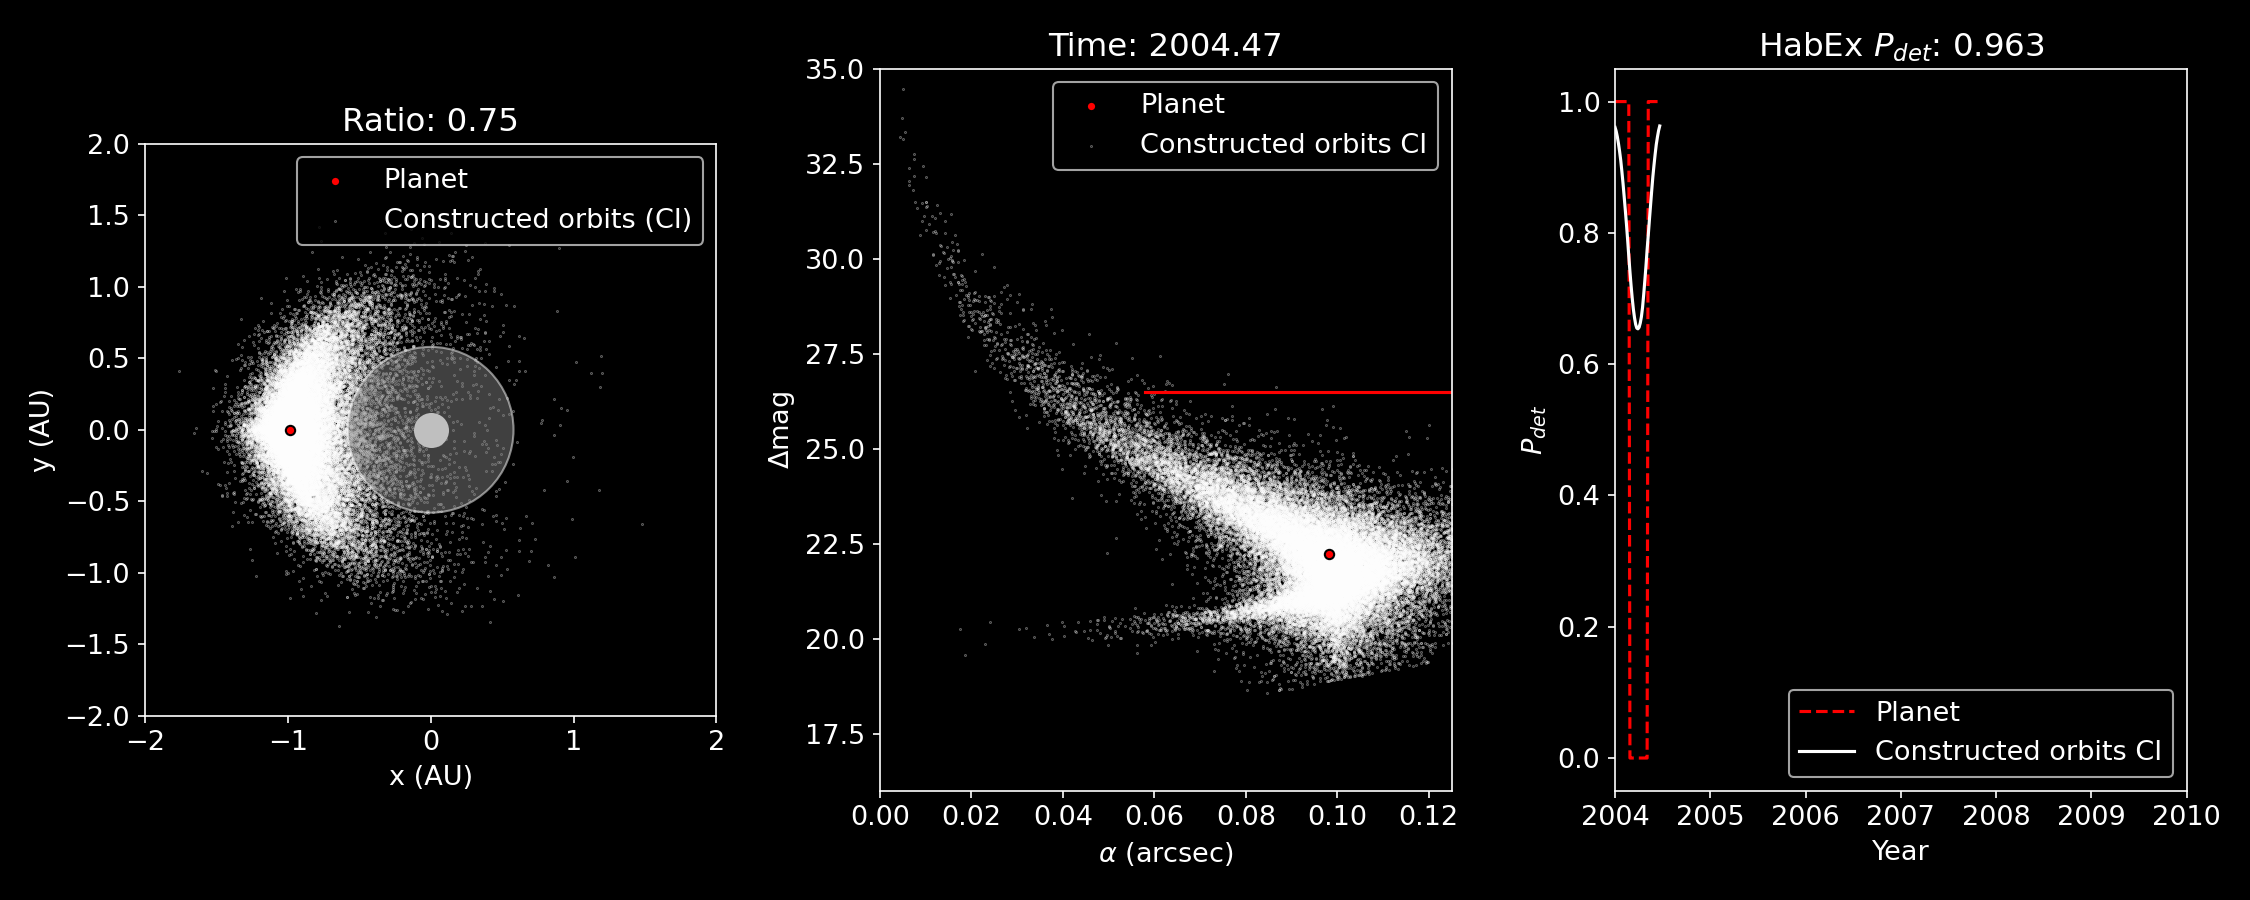 Ratio: 0.75
Planet
Constructed orbits (CI)
2.0
1.5
1.0
0.5
0.0
−0.5
−1.0
−1.5
−2.0
−2 −1 0 1 2
x (AU)
y (AU)
Time: 2004.47
Planet
Constructed orbits CI
35.0
32.5
30.0
27.5
25.0
22.5
20.0
17.5
0.00 0.02 0.04 0.06 0.08 0.10 0.12
α (arcsec)
Δmag
HabEx Pdet: 0.963
1.0
0.8
0.6
0.4
0.2
0.0
Planet
Constructed orbits CI
2004 2005 2006 2007 2008 2009 2010
Year
Pdet